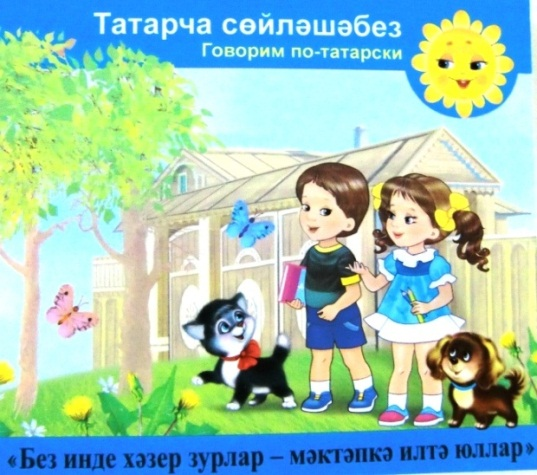 Татарча сөйләшәбез
Говорим по-татарски
«Без инде хәзер зурлар – мәктәпкә илтә юллар»